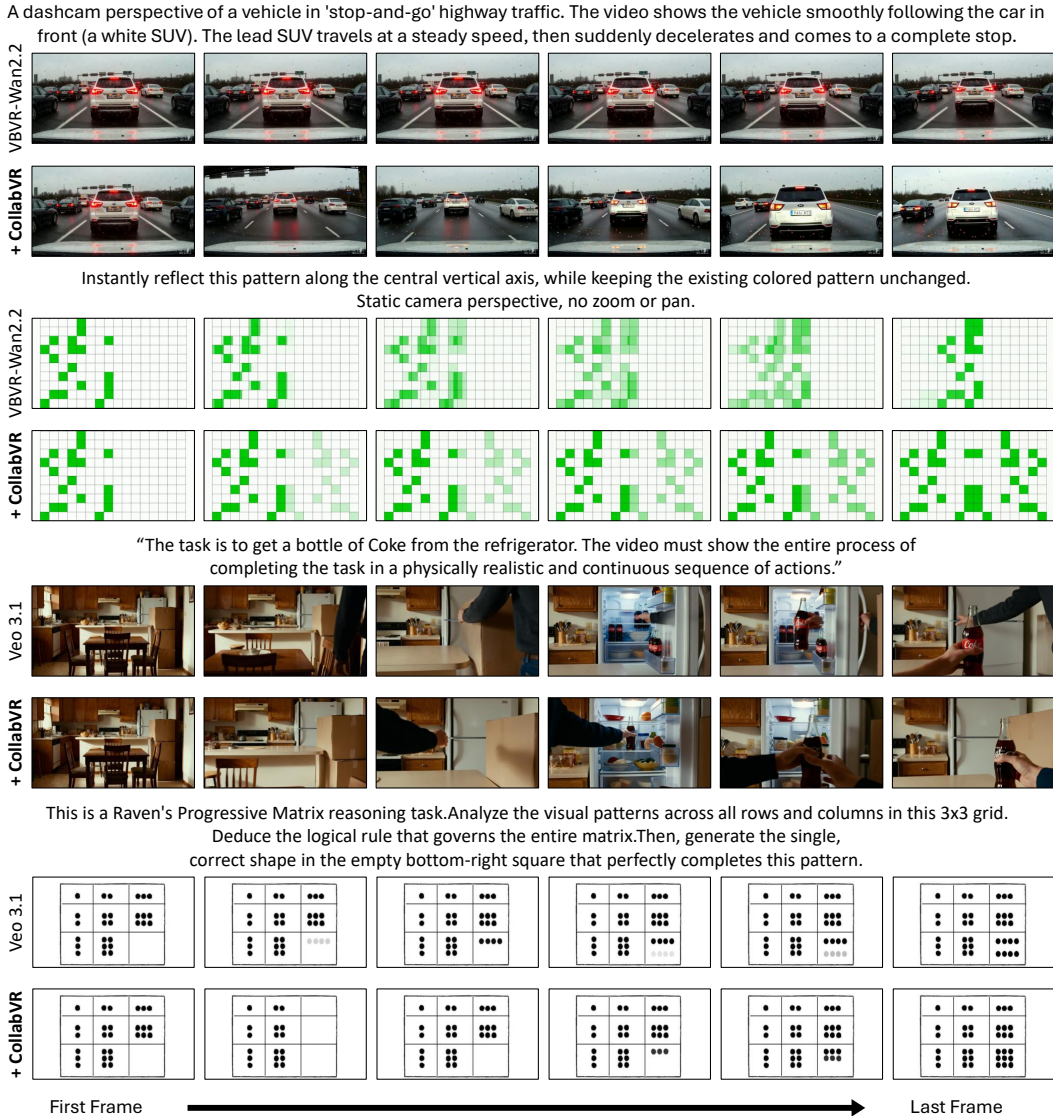 A dashcam perspective of a vehicle in 'stop-and-go' highway traffic. The video shows the vehicle smoothly following the car in
front (a white SUV). The lead SUV travels at a steady speed, then suddenly decelerates and comes to a complete stop.
VBVR-Wan2.2
+ CollabVR
Instantly reflect this pattern along the central vertical axis, while keeping the existing colored pattern unchanged.
Static camera perspective, no zoom or pan.
VBVR-Wan2.2
+ CollabVR
“The task is to get a bottle of Coke from the refrigerator. The video must show the entire process of
completing the task in a physically realistic and continuous sequence of actions.”
Veo 3.1
+ CollabVR
This is a Raven's Progressive Matrix reasoning task.Analyze the visual patterns across all rows and columns in this 3x3 grid.
Deduce the logical rule that governs the entire matrix.Then, generate the single,
correct shape in the empty bottom-right square that perfectly completes this pattern.
Veo 3.1
+ CollabVR
First Frame
Last Frame